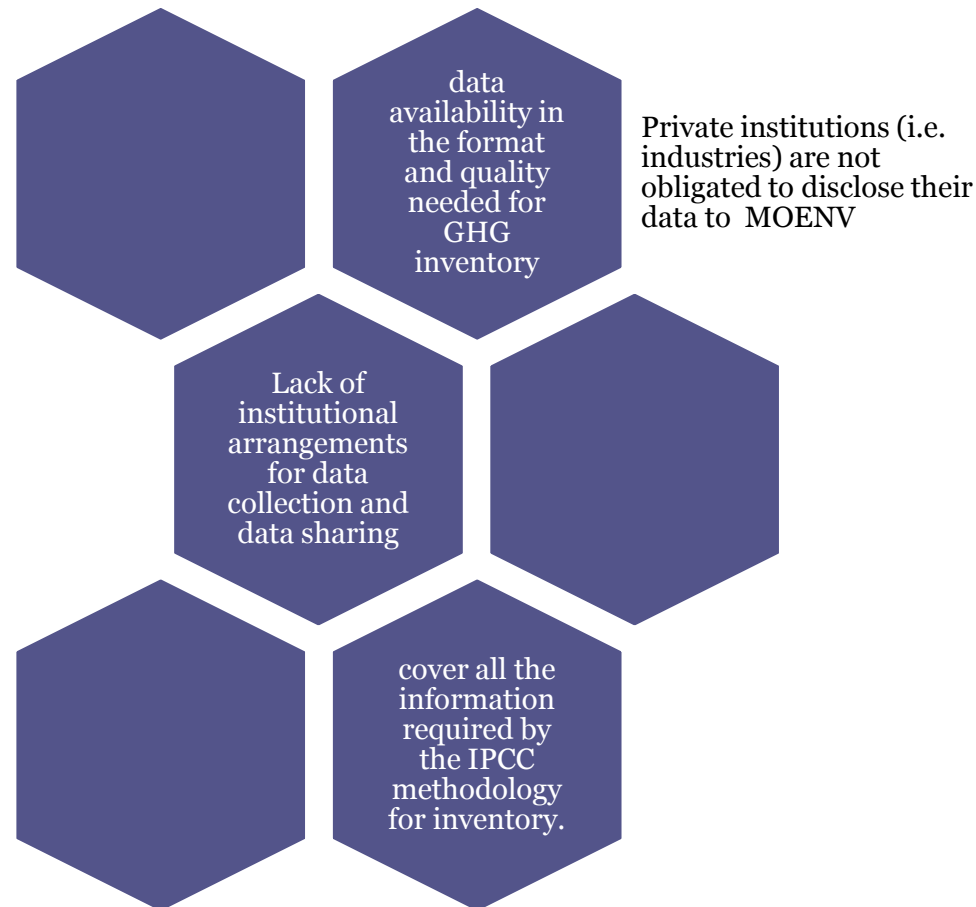 data
availability in
the format
and quality
needed for
GHG
inventory
Private institutions (i.e.
industries) are not
obligated to disclose their
data to MOENV
Lack of
institutional
arrangements
for data
collection and
data sharing
cover all the
information
required by
the IPCC
methodology
for inventory.